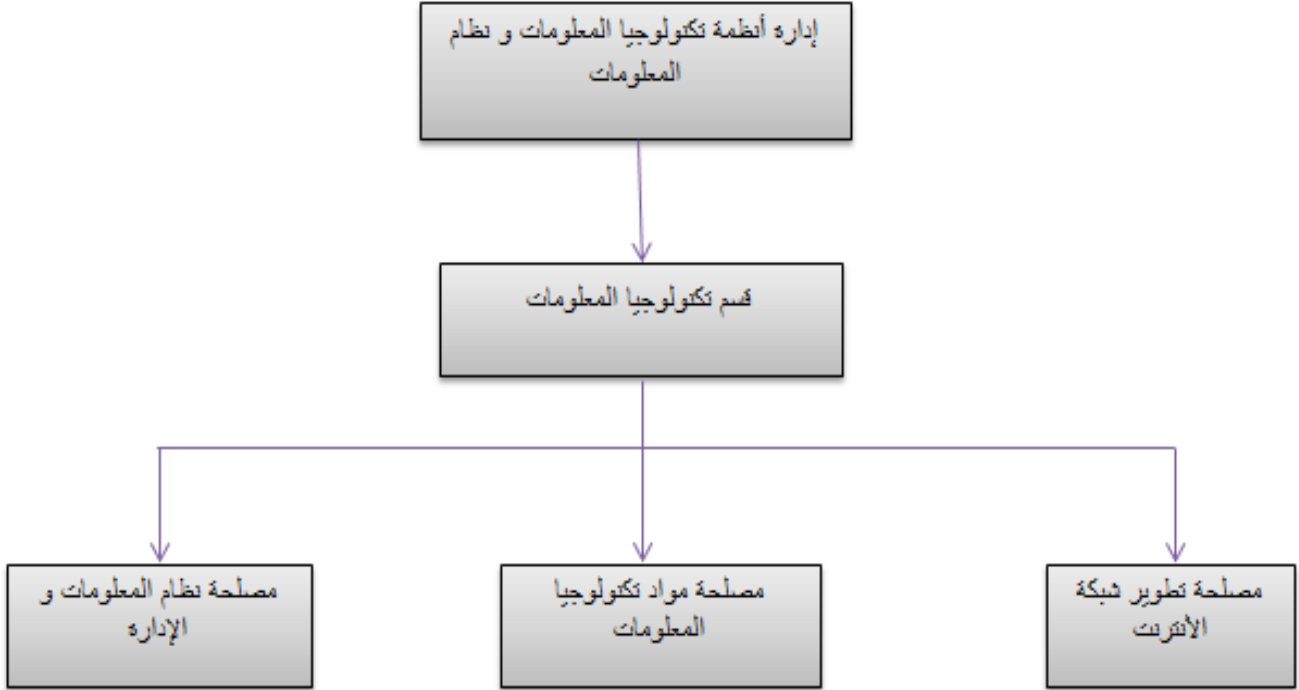 إدارة أنظمة تكنولوجيا المعلومات و نظام
المعلومات
قسم تكنولوجيا المعلومات
مصلحة تطوير شبكة
الأنترنت
مصلحة مواد تكنولوجيا
المعلومات
مصلحة نظام المعلومات و
الإدارة